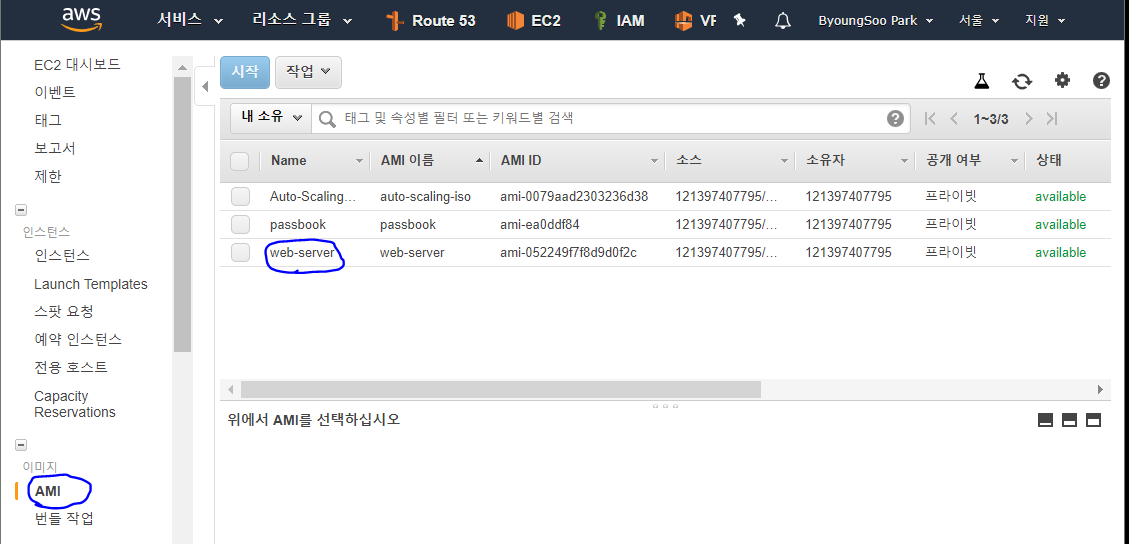 aws 서비스 리소스 그룹 Route 53 EC2 IAM VP ByoungSoo Park 서울 지원
EC2 대시보드
이벤트
태그
보고서
제한
인스턴스
인스턴스
Launch Templates
스팟 요청
예약 인스턴스
전용 호스트
Capacity
Reservations
이미지
AMI
번들 작업
시작 작업
내 소유 태그 및 속성별 필터 또는 키워드별 검색 1~3/3
Name AMI 이름 AMI ID 소스 소유자 공개 여부 상태
Auto-Scaling... auto-scaling-iso ami-0079aad2303236d38 121397407795/... 121397407795 프라이빗 available
passbook passbook ami-ea0ddf84 121397407795/... 121397407795 프라이빗 available
web-server web-server ami-052249f7f8d9d0f2c 121397407795/... 121397407795 프라이빗 available
위에서 AMI를 선택하십시오